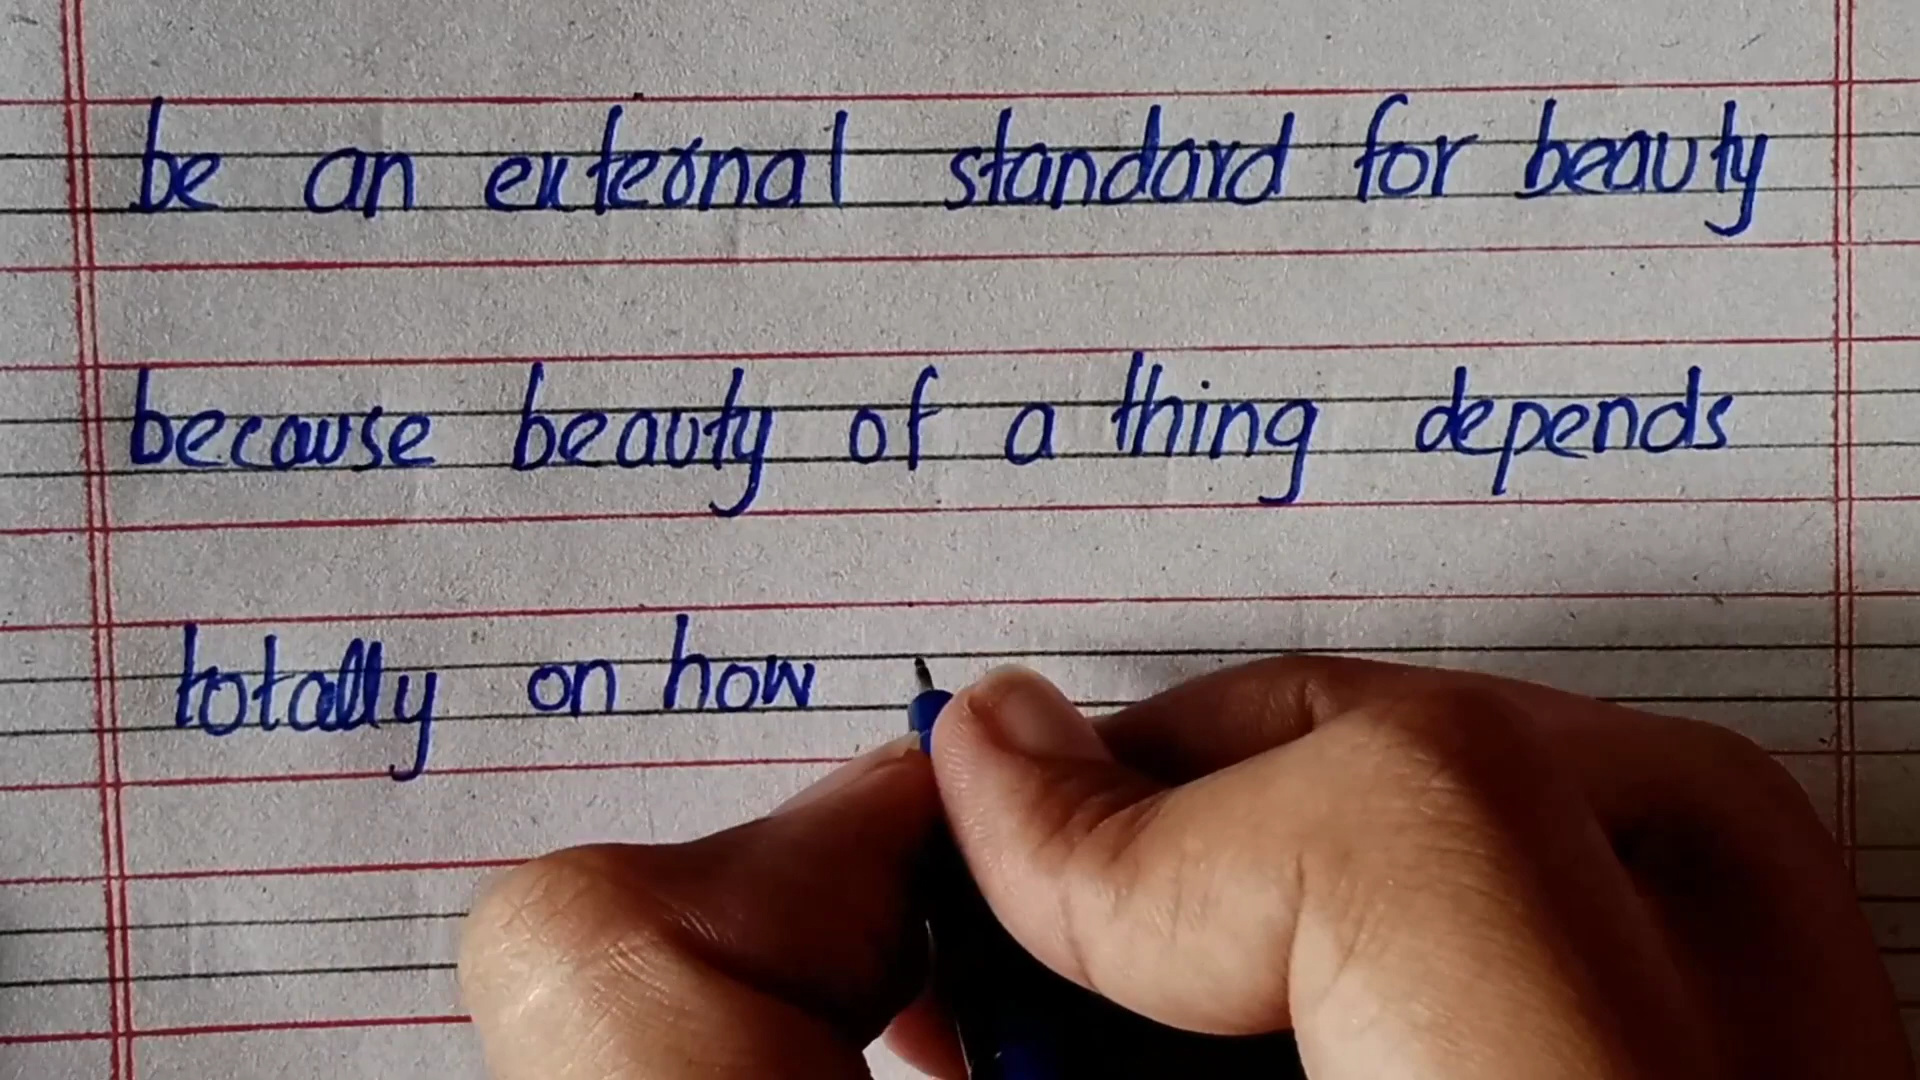 be an external standard for beauty
because beauty of a thing depends
totally on how